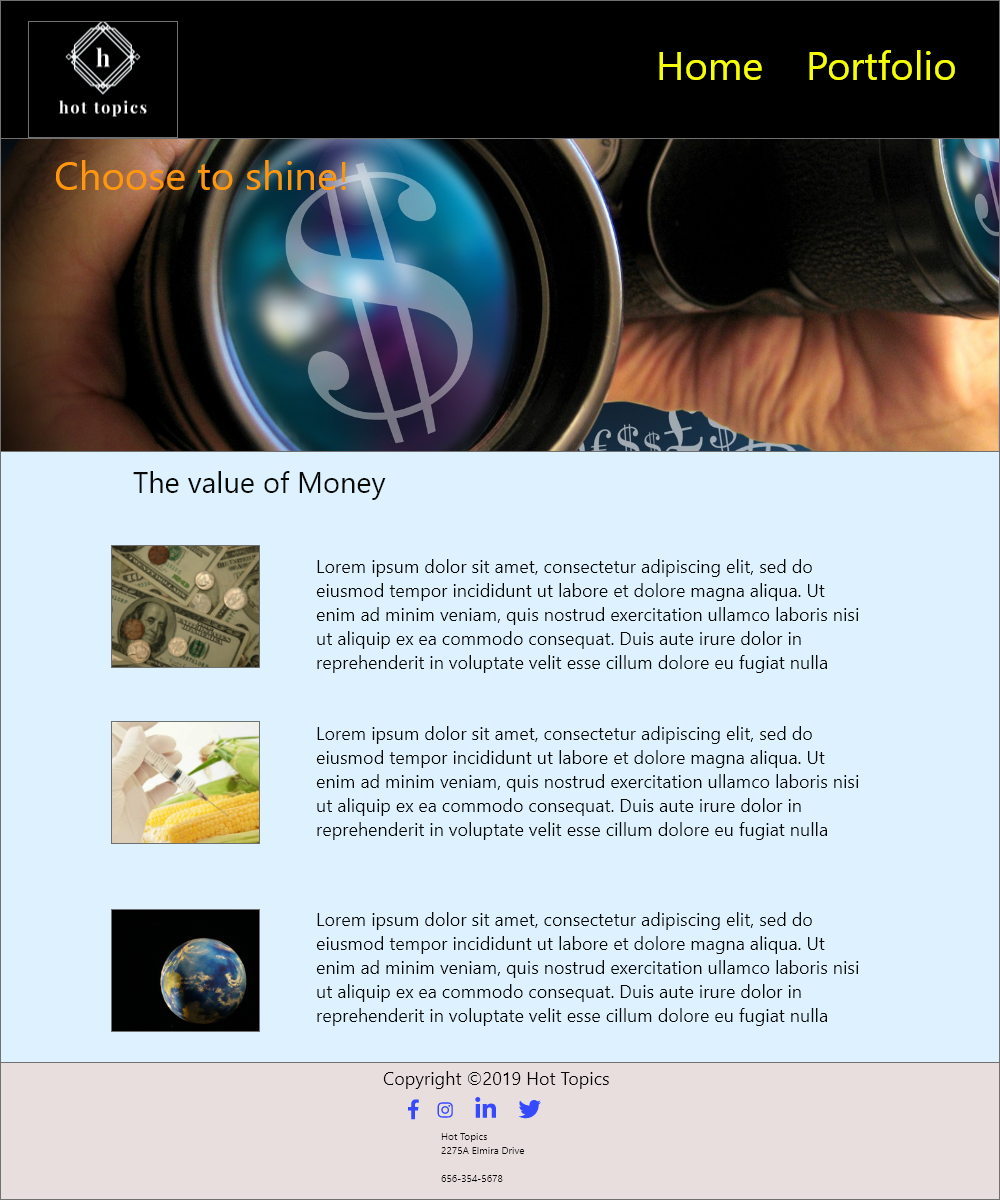 h
hot topics
Home Portfolio
Choose to shine!
$
£$$£$
The value of Money
Lorem ipsum dolor sit amet, consectetur adipiscing elit, sed do
eiusmod tempor incididunt ut labore et dolore magna aliqua. Ut
enim ad minim veniam, quis nostrud exercitation ullamco laboris nisi
ut aliquip ex ea commodo consequat. Duis aute irure dolor in
reprehenderit in voluptate velit esse cillum dolore eu fugiat nulla
Lorem ipsum dolor sit amet, consectetur adipiscing elit, sed do
eiusmod tempor incididunt ut labore et dolore magna aliqua. Ut
enim ad minim veniam, quis nostrud exercitation ullamco laboris nisi
ut aliquip ex ea commodo consequat. Duis aute irure dolor in
reprehenderit in voluptate velit esse cillum dolore eu fugiat nulla
Lorem ipsum dolor sit amet, consectetur adipiscing elit, sed do
eiusmod tempor incididunt ut labore et dolore magna aliqua. Ut
enim ad minim veniam, quis nostrud exercitation ullamco laboris nisi
ut aliquip ex ea commodo consequat. Duis aute irure dolor in
reprehenderit in voluptate velit esse cillum dolore eu fugiat nulla
Copyright ©2019 Hot Topics
Hot Topics
2275A Elmira Drive
656-354-5678